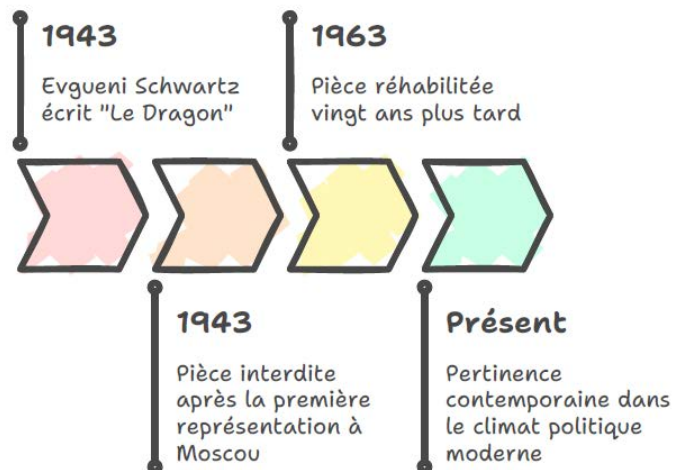 1943
Evgueni Schwartz
écrit "Le Dragon"
1943
Pièce interdite
après la première
représentation à
Moscou
1963
Pièce réhabilitée
vingt ans plus tard
Présent
Pertinence
contemporaine dans
le climat politique
moderne